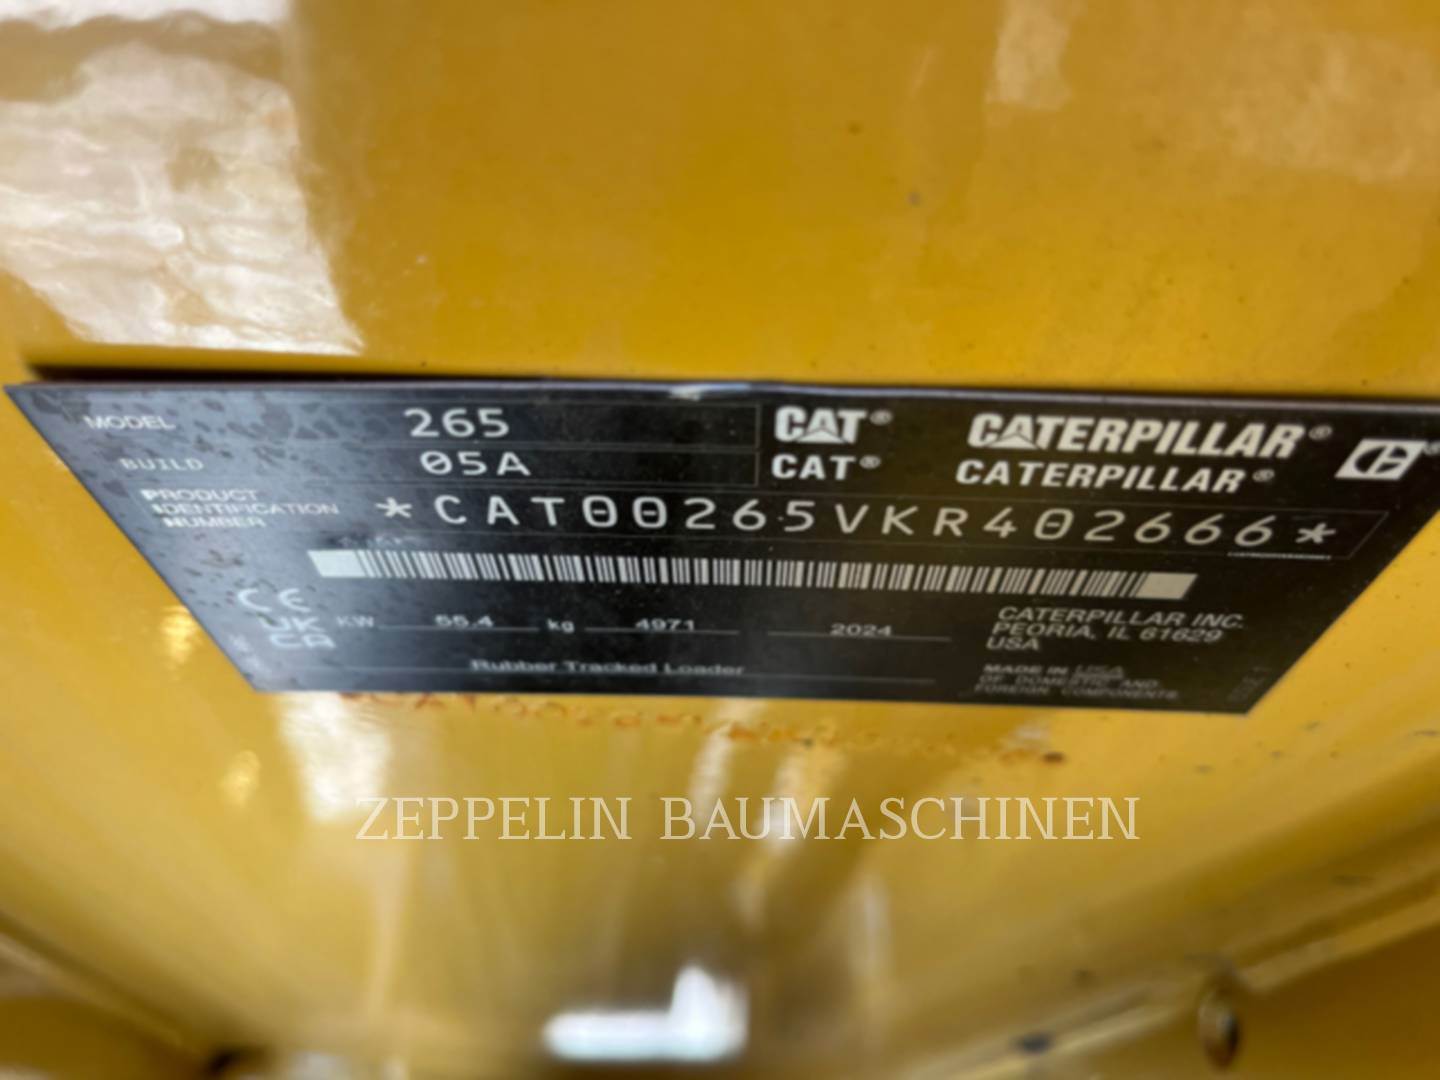 MODEL 265
BUILD 05A
CAT® CATERPILLAR®
CAT® CATERPILLAR®
PRODUCT
IDENTIFICATION
NUMBER
*CAT00265VKR402666*
CE
UK
CA
KW 55.4 kg 4971 2024
Rubber Tracked Loader
CATERPILLAR INC.
PEORIA, IL 61629
USA
MADE IN USA
OF DOMESTIC AND
FOREIGN COMPONENTS
ZEPPELIN BAUMASCHINEN